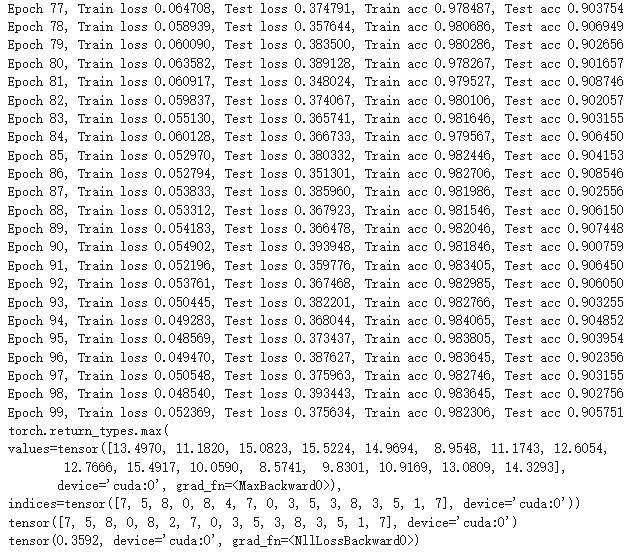 Epoch 77, Train loss 0.064708, Test loss 0.374791, Train acc 0.978487, Test acc 0.903754
Epoch 78, Train loss 0.058939, Test loss 0.357644, Train acc 0.980686, Test acc 0.906949
Epoch 79, Train loss 0.060090, Test loss 0.383500, Train acc 0.980286, Test acc 0.902656
Epoch 80, Train loss 0.063582, Test loss 0.389128, Train acc 0.978267, Test acc 0.901657
Epoch 81, Train loss 0.060917, Test loss 0.348024, Train acc 0.979527, Test acc 0.908746
Epoch 82, Train loss 0.059837, Test loss 0.374067, Train acc 0.980106, Test acc 0.902057
Epoch 83, Train loss 0.055130, Test loss 0.365741, Train acc 0.981646, Test acc 0.903155
Epoch 84, Train loss 0.060128, Test loss 0.366733, Train acc 0.979567, Test acc 0.906450
Epoch 85, Train loss 0.052970, Test loss 0.380332, Train acc 0.982446, Test acc 0.904153
Epoch 86, Train loss 0.052794, Test loss 0.351301, Train acc 0.982706, Test acc 0.908546
Epoch 87, Train loss 0.053833, Test loss 0.385960, Train acc 0.981986, Test acc 0.902556
Epoch 88, Train loss 0.053312, Test loss 0.367923, Train acc 0.981546, Test acc 0.906150
Epoch 89, Train loss 0.054183, Test loss 0.366478, Train acc 0.982046, Test acc 0.907448
Epoch 90, Train loss 0.054902, Test loss 0.393948, Train acc 0.981846, Test acc 0.900759
Epoch 91, Train loss 0.052196, Test loss 0.359776, Train acc 0.983405, Test acc 0.906450
Epoch 92, Train loss 0.053761, Test loss 0.367468, Train acc 0.982985, Test acc 0.906050
Epoch 93, Train loss 0.050445, Test loss 0.382201, Train acc 0.982766, Test acc 0.903255
Epoch 94, Train loss 0.049283, Test loss 0.368044, Train acc 0.984065, Test acc 0.904852
Epoch 95, Train loss 0.048569, Test loss 0.373437, Train acc 0.983805, Test acc 0.903954
Epoch 96, Train loss 0.049470, Test loss 0.387627, Train acc 0.983645, Test acc 0.902356
Epoch 97, Train loss 0.050548, Test loss 0.375963, Train acc 0.982746, Test acc 0.903155
Epoch 98, Train loss 0.048540, Test loss 0.393443, Train acc 0.983645, Test acc 0.902756
Epoch 99, Train loss 0.052369, Test loss 0.375634, Train acc 0.982306, Test acc 0.905751
torch.return_types.max(
values=tensor([13.4970, 11.1820, 15.0823, 15.5224, 14.9694, 8.9548, 11.1743, 12.6054,
12.7666, 15.4917, 10.0590, 8.5741, 9.8301, 10.9169, 13.0809, 14.3293],
device='cuda:0', grad_fn=<MaxBackward0>),
indices=tensor([7, 5, 8, 0, 8, 4, 7, 0, 3, 5, 3, 8, 3, 5, 1, 7], device='cuda:0'))
tensor([7, 5, 8, 0, 8, 2, 7, 0, 3, 5, 3, 8, 3, 5, 1, 7], device='cuda:0')
tensor(0.3592, device='cuda:0', grad_fn=<NllLossBackward0>)